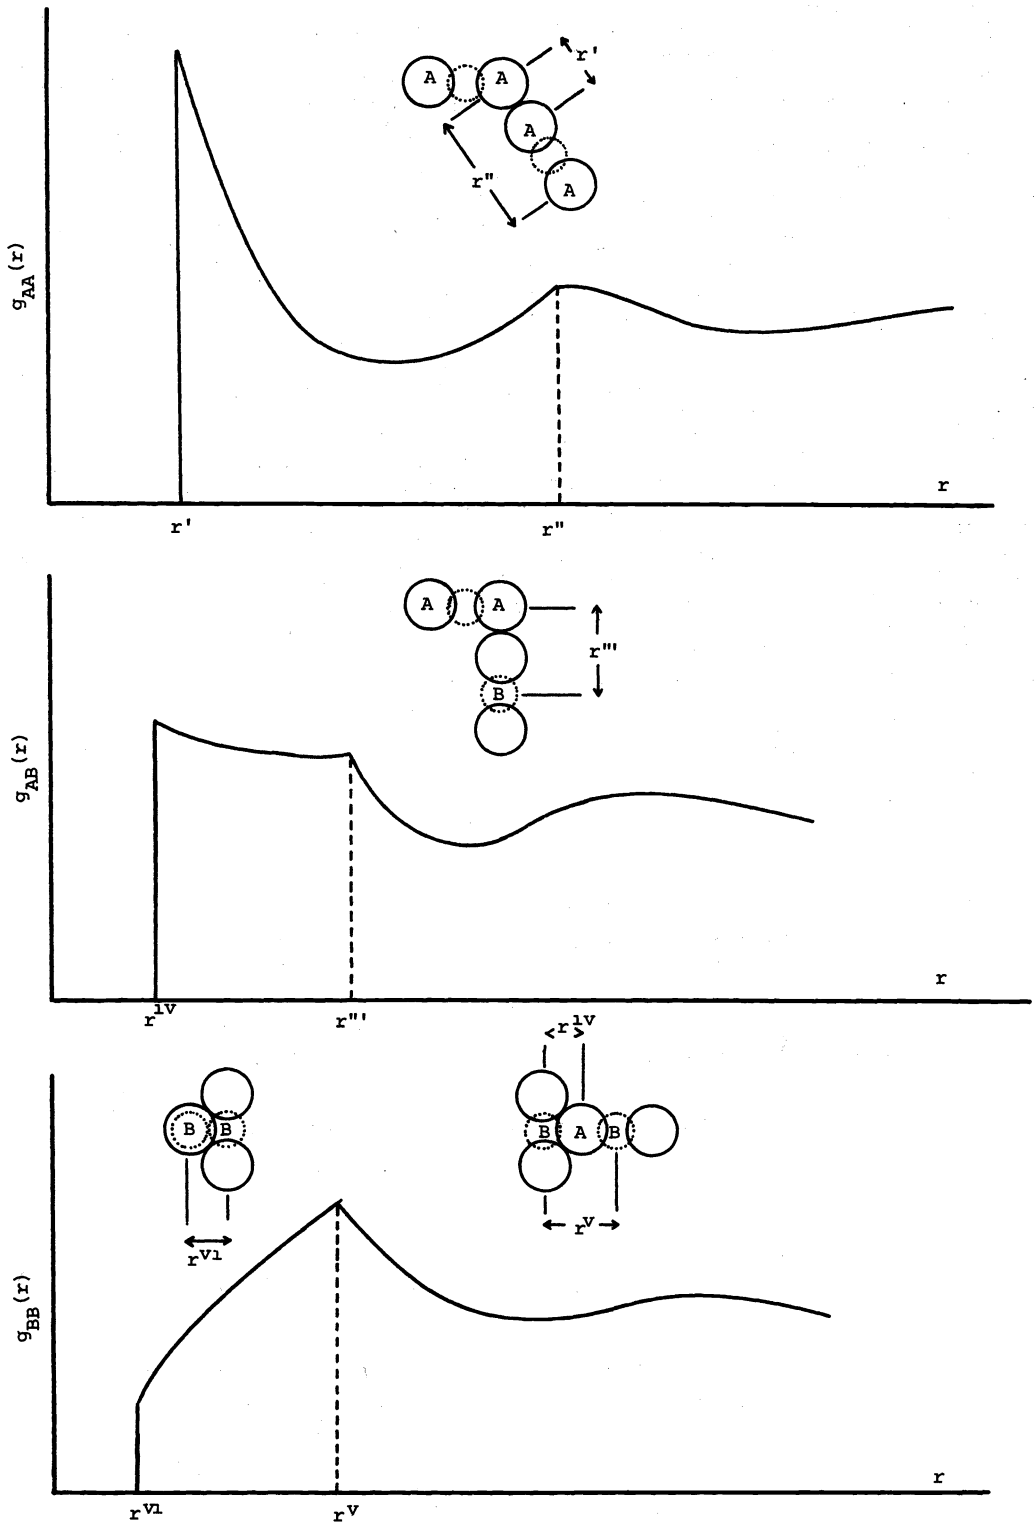 g_AA(r)
A A r'
A
r"
A
r
r' r"
g_AB(r)
A A
r"'
B
r
r^iv r"'
r^iv
g_BB(r)
B B
B A B
r^v
r^vi
r
r^vi r^v